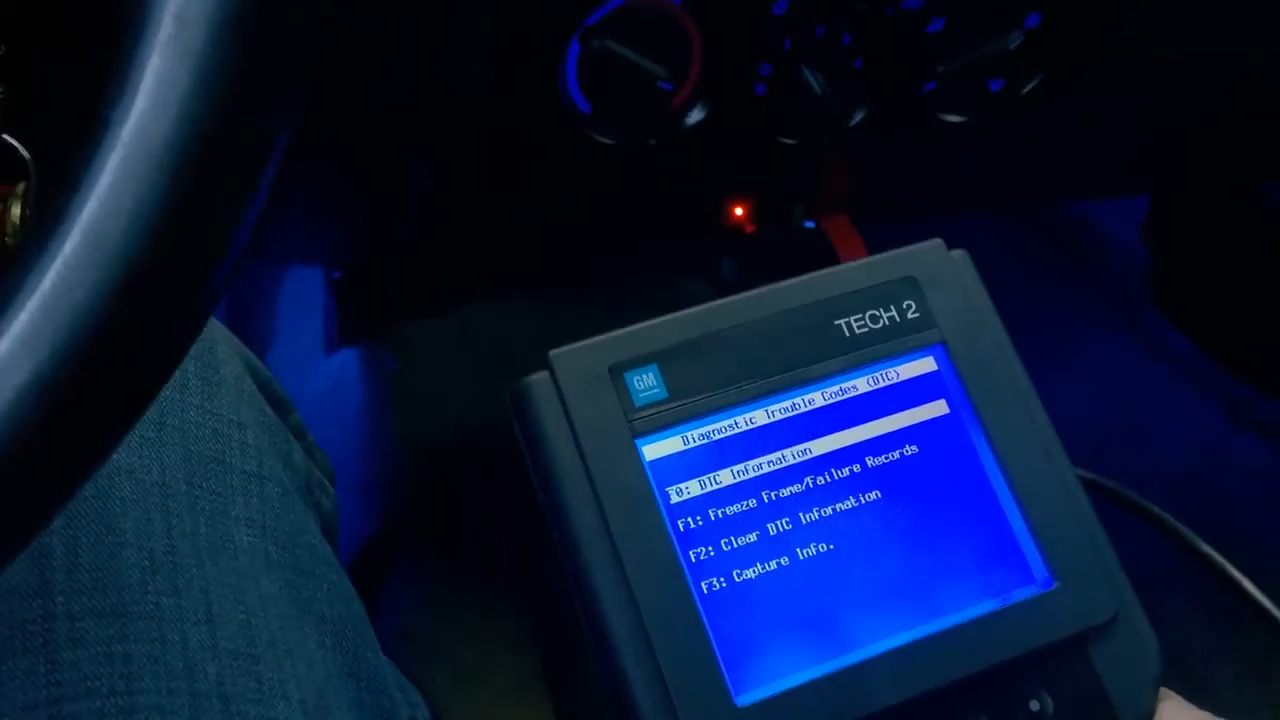 TECH 2
GM
Diagnostic Trouble Codes (DTC)
F0: DTC Information
F1: Freeze Frame/Failure Records
F2: Clear DTC Information
F3: Capture Info.